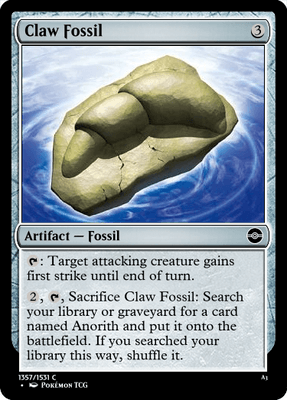 Claw Fossil 3
Artifact — Fossil
T: Target attacking creature gains
first strike until end of turn.
2, T, Sacrifice Claw Fossil: Search
your library or graveyard for a card
named Anorith and put it onto the
battlefield. If you searched your
library this way, shuffle it.
1357/1531 C
• Pokémon TCG